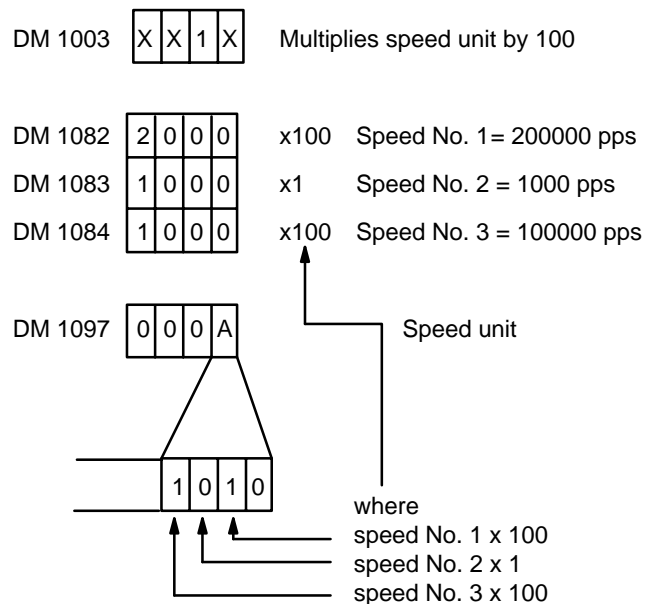 DM 1003 X X 1 X Multiplies speed unit by 100
DM 1082 2 0 0 0 x100 Speed No. 1= 200000 pps
DM 1083 1 0 0 0 x1 Speed No. 2 = 1000 pps
DM 1084 1 0 0 0 x100 Speed No. 3 = 100000 pps
DM 1097 0 0 0 A Speed unit
1 0 1 0
where
speed No. 1 x 100
speed No. 2 x 1
speed No. 3 x 100